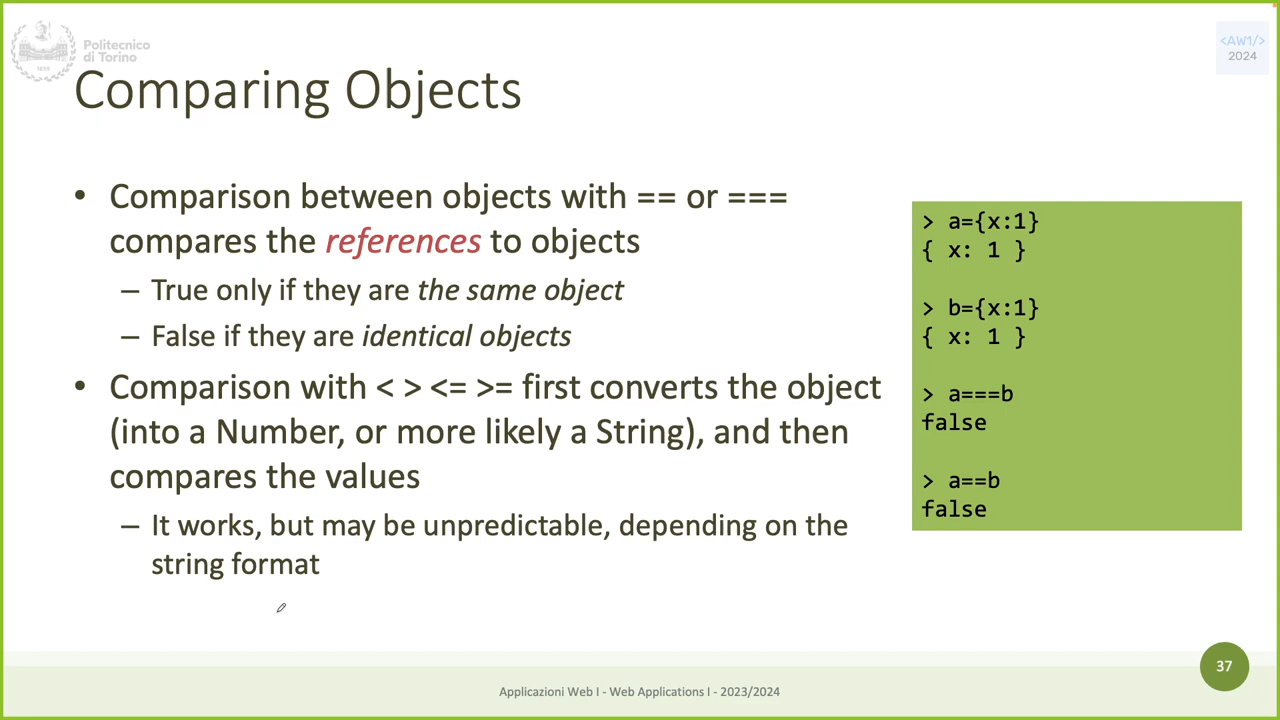 Politecnico
di Torino
1859
<AW1/>
2024
Comparing Objects
• Comparison between objects with == or ===
compares the references to objects
– True only if they are the same object
– False if they are identical objects
• Comparison with < > <= >= first converts the object
(into a Number, or more likely a String), and then
compares the values
– It works, but may be unpredictable, depending on the
string format
> a={x:1}
{ x: 1 }
> b={x:1}
{ x: 1 }
> a===b
false
> a==b
false
37
Applicazioni Web I - Web Applications I - 2023/2024